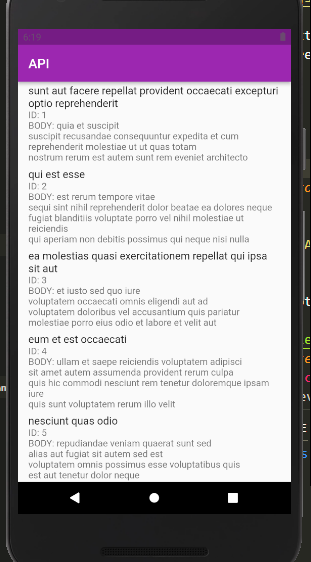 6:19
API
sunt aut facere repellat provident occaecati excepturi
optio reprehenderit
ID: 1
BODY: quia et suscipit
suscipit recusandae consequuntur expedita et cum
reprehenderit molestiae ut ut quas totam
nostrum rerum est autem sunt rem eveniet architecto
qui est esse
ID: 2
BODY: est rerum tempore vitae
sequi sint nihil reprehenderit dolor beatae ea dolores neque
fugiat blanditiis voluptate porro vel nihil molestiae ut
reiciendis
qui aperiam non debitis possimus qui neque nisi nulla
ea molestias quasi exercitationem repellat qui ipsa
sit aut
ID: 3
BODY: et iusto sed quo iure
voluptatem occaecati omnis eligendi aut ad
voluptatem doloribus vel accusantium quis pariatur
molestiae porro eius odio et labore et velit aut
eum et est occaecati
ID: 4
BODY: ullam et saepe reiciendis voluptatem adipisci
sit amet autem assumenda provident rerum culpa
quis hic commodi nesciunt rem tenetur doloremque ipsam
iure
quis sunt voluptatem rerum illo velit
nesciunt quas odio
ID: 5
BODY: repudiandae veniam quaerat sunt sed
alias aut fugiat sit autem sed est
voluptatem omnis possimus esse voluptatibus quis
est aut tenetur dolor neque